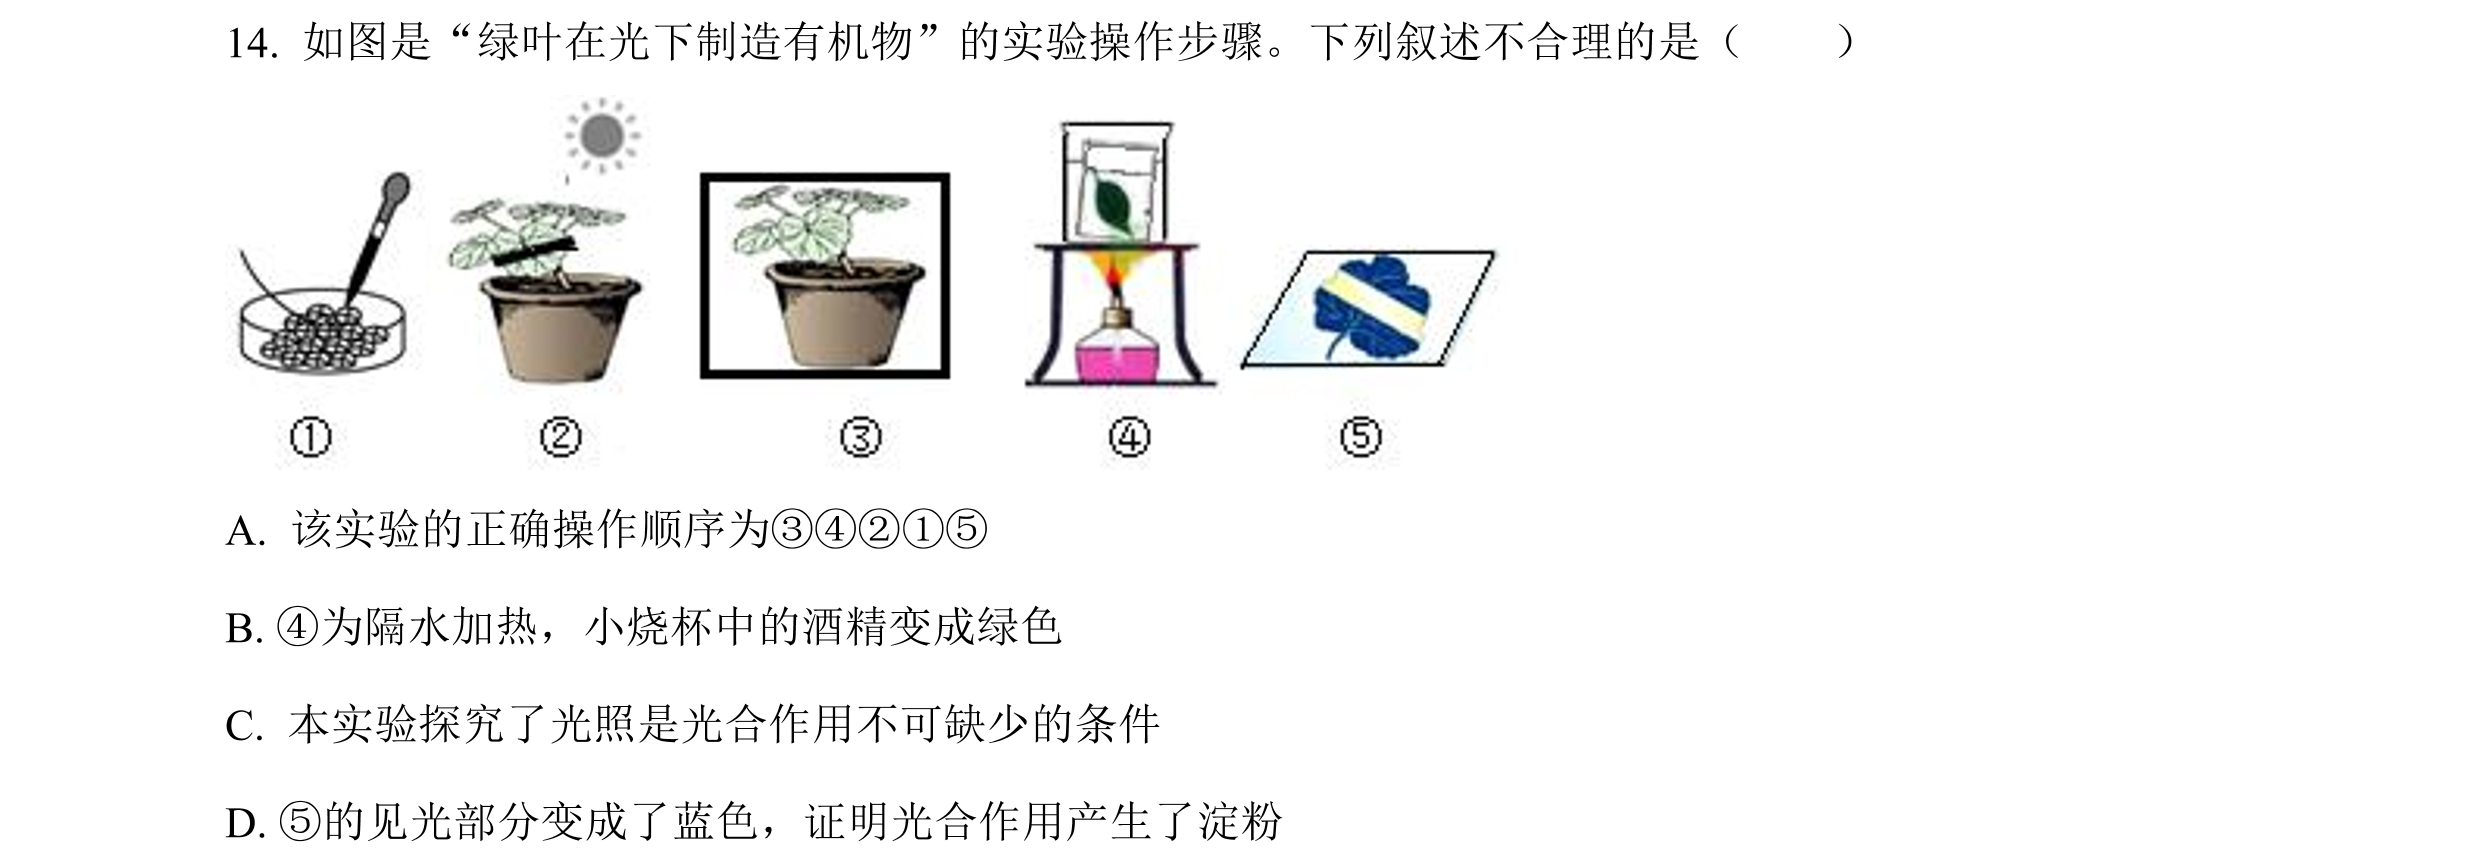 14. 如图是“绿叶在光下制造有机物”的实验操作步骤。下列叙述不合理的是（　　）
① ② ③ ④ ⑤
A. 该实验的正确操作顺序为③④②①⑤
B. ④为隔水加热，小烧杯中的酒精变成绿色
C. 本实验探究了光照是光合作用不可缺少的条件
D. ⑤的见光部分变成了蓝色，证明光合作用产生了淀粉